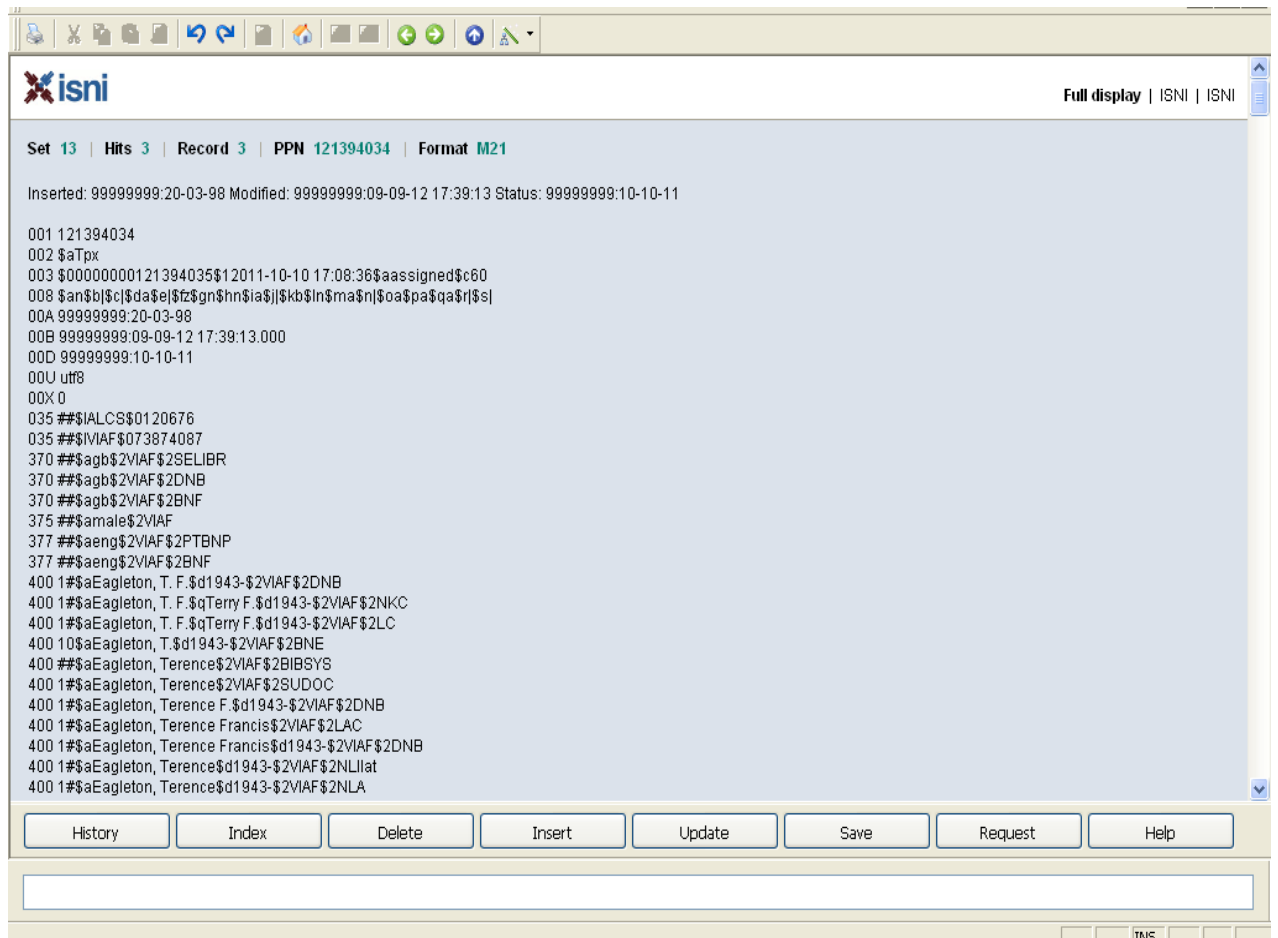 isni
Full display | ISNI | ISNI
Set 13 | Hits 3 | Record 3 | PPN 121394034 | Format M21
Inserted: 99999999:20-03-98 Modified: 99999999:09-09-12 17:39:13 Status: 99999999:10-10-11
001 121394034
002 $aTpx
003 $0000000121394035$12011-10-10 17:08:36$aassigned$c60
008 $an$b|$c|$da$e|$fz$gn$hn$ia$j|$kb$ln$ma$n|$oa$pa$qa$r|$s|
00A 99999999:20-03-98
00B 99999999:09-09-12 17:39:13.000
00D 99999999:10-10-11
00U utf8
00X 0
035 ##$IALCS$0120676
035 ##$IVIAF$073874087
370 ##$agb$2VIAF$2SELIBR
370 ##$agb$2VIAF$2DNB
370 ##$agb$2VIAF$2BNF
375 ##$amale$2VIAF
377 ##$aeng$2VIAF$2PTBNP
377 ##$aeng$2VIAF$2BNF
400 1#$aEagleton, T. F.$d1943-$2VIAF$2DNB
400 1#$aEagleton, T. F.$qTerry F.$d1943-$2VIAF$2NKC
400 1#$aEagleton, T. F.$qTerry F.$d1943-$2VIAF$2LC
400 10$aEagleton, T.$d1943-$2VIAF$2BNE
400 ##$aEagleton, Terence$2VIAF$2BIBSYS
400 1#$aEagleton, Terence$2VIAF$2SUDOC
400 1#$aEagleton, Terence F.$d1943-$2VIAF$2DNB
400 1#$aEagleton, Terence Francis$2VIAF$2LAC
400 1#$aEagleton, Terence Francis$d1943-$2VIAF$2DNB
400 1#$aEagleton, Terence$d1943-$2VIAF$2NLIlat
400 1#$aEagleton, Terence$d1943-$2VIAF$2NLA
History Index Delete Insert Update Save Request Help
INS